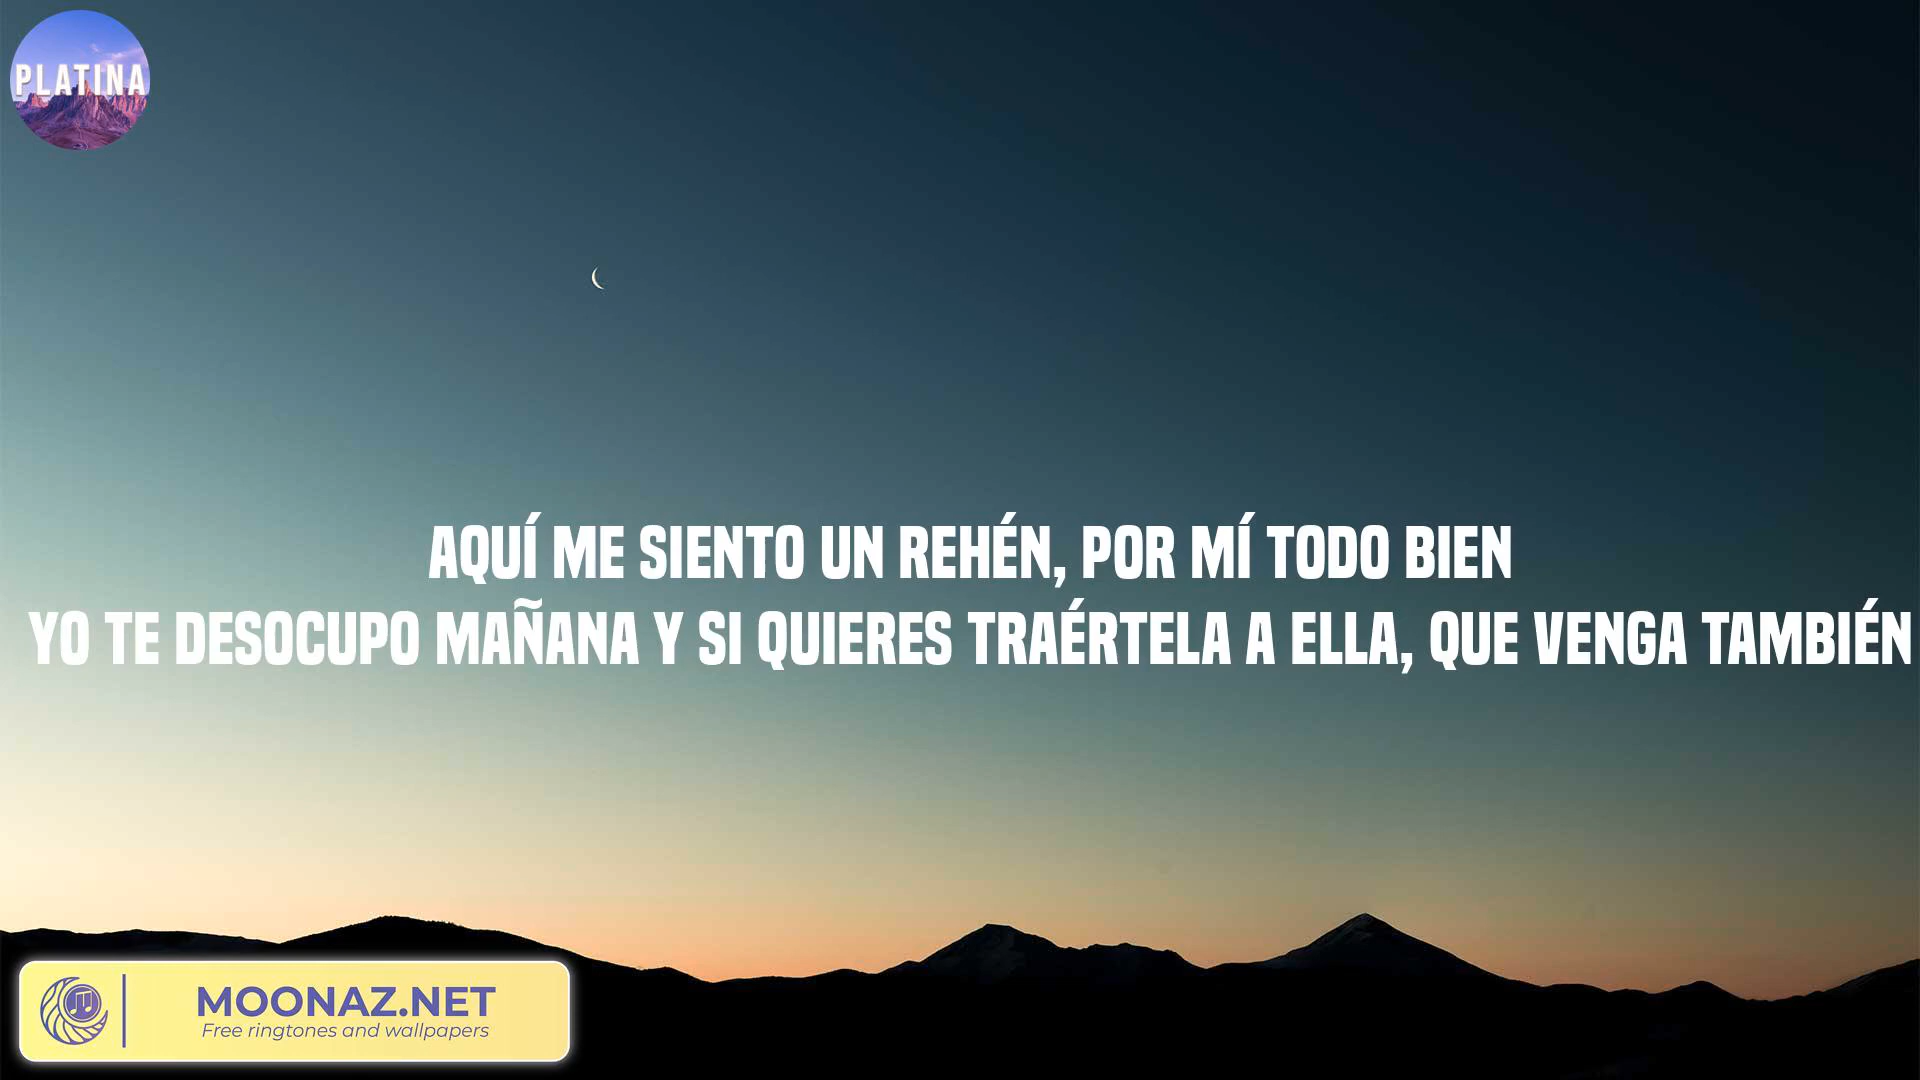 PLATINA
AQUÍ ME SIENTO UN REHÉN, POR MÍ TODO BIEN
YO TE DESOCUPO MAÑANA Y SI QUIERES TRAÉRTELA A ELLA, QUE VENGA TAMBIÉN
MOONAZ.NET
Free ringtones and wallpapers